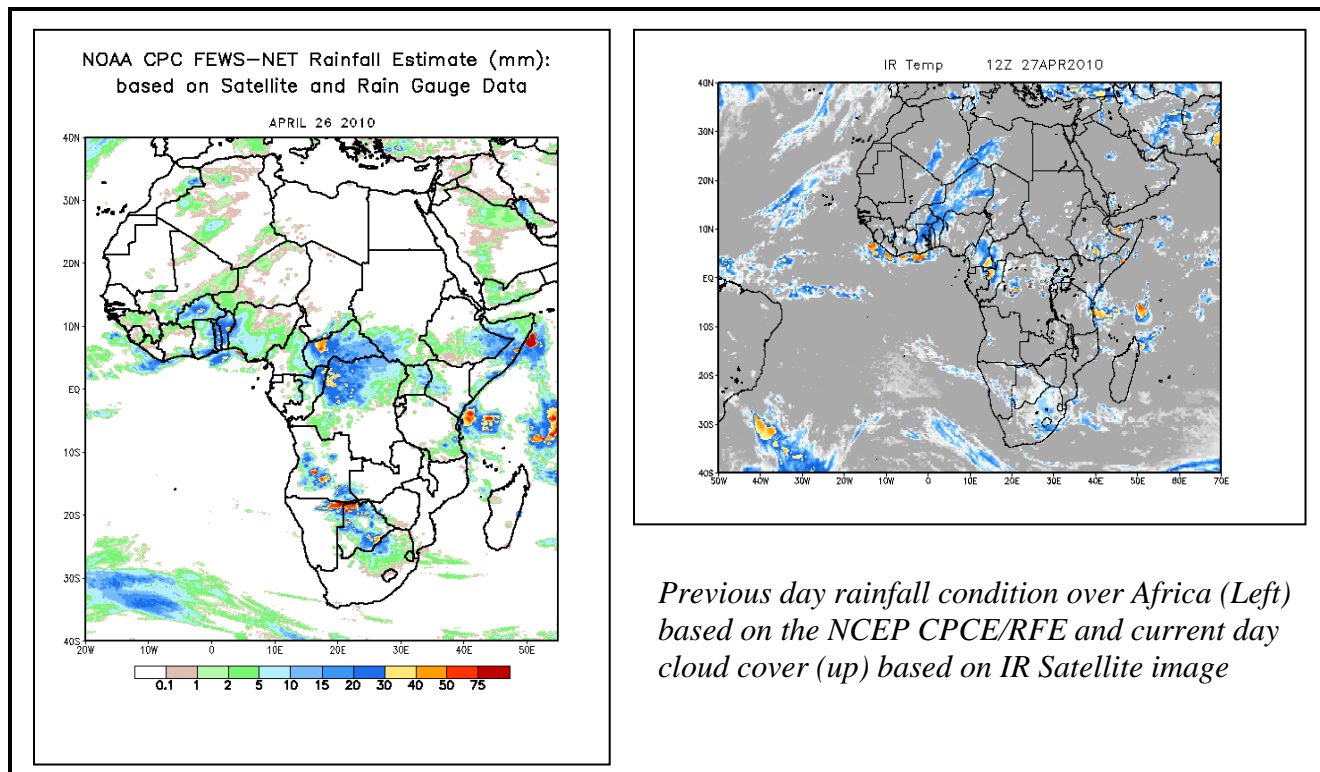 NOAA CPC FEWS-NET Rainfall Estimate (mm):
based on Satellite and Rain Gauge Data
APRIL 26 2010
40N
30N
20N
10N
EQ
10S
20S
30S
40S
20W 10W 0 10E 20E 30E 40E 50E
0.1 1 2 5 10 15 20 30 40 50 75
IR Temp 12Z 27APR2010
40N
30N
20N
10N
EQ
10S
20S
30S
40S
50W 40W 30W 20W 10W 0 10E 20E 30E 40E 50E 60E 70E
Previous day rainfall condition over Africa (Left)
based on the NCEP CPCE/RFE and current day
cloud cover (up) based on IR Satellite image